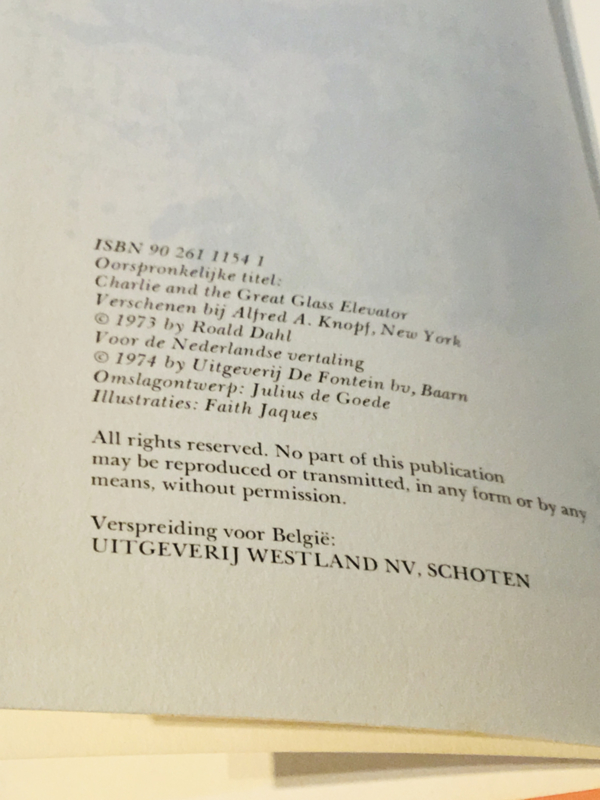 ISBN 90 261 1154 1
Oorspronkelijke titel:
Charlie and the Great Glass Elevator
Verschenen bij Alfred A. Knopf, New York
© 1973 by Roald Dahl
Voor de Nederlandse vertaling
© 1974 by Uitgeverij De Fontein bv, Baarn
Omslagontwerp: Julius de Goede
Illustraties: Faith Jaques
All rights reserved. No part of this publication
may be reproduced or transmitted, in any form or by any
means, without permission.
Verspreiding voor België:
UITGEVERIJ WESTLAND NV, SCHOTEN